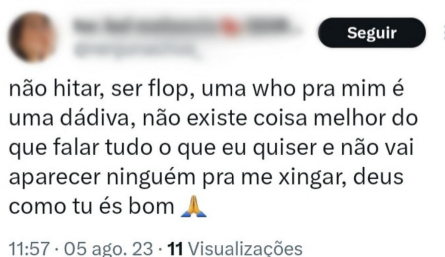 Seguir
não hitar, ser flop, uma who pra mim é
uma dádiva, não existe coisa melhor do
que falar tudo o que eu quiser e não vai
aparecer ninguém pra me xingar, deus
como tu és bom 🙏
11:57 · 05 ago. 23 · 11 Visualizações